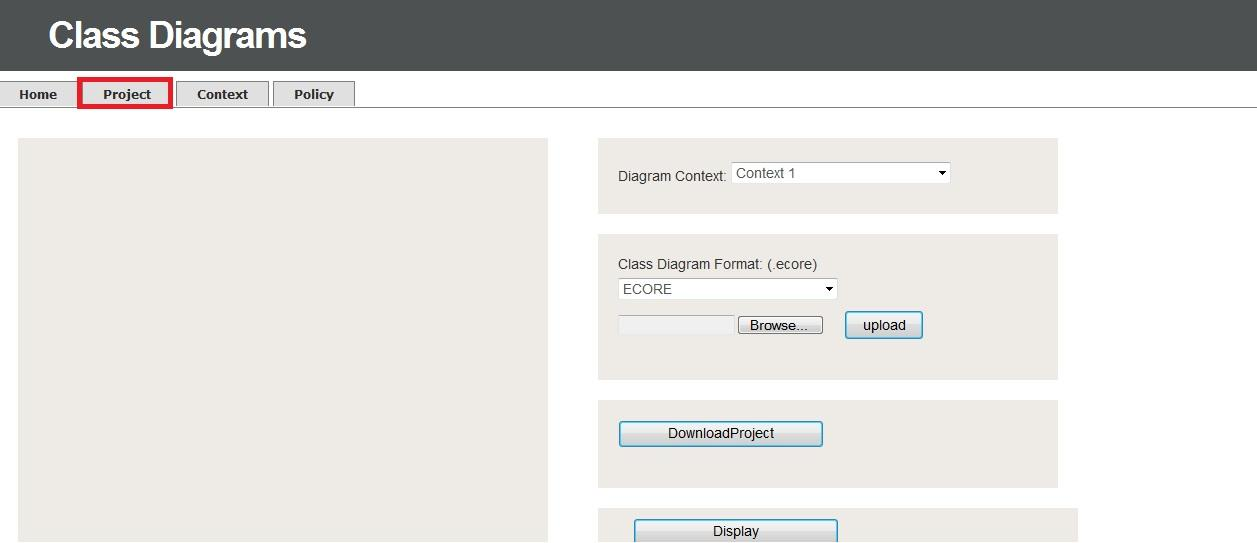 Class Diagrams
Home Project Context Policy
Diagram Context: Context 1
Class Diagram Format: (.ecore)
ECORE
Browse... upload
DownloadProject
Display